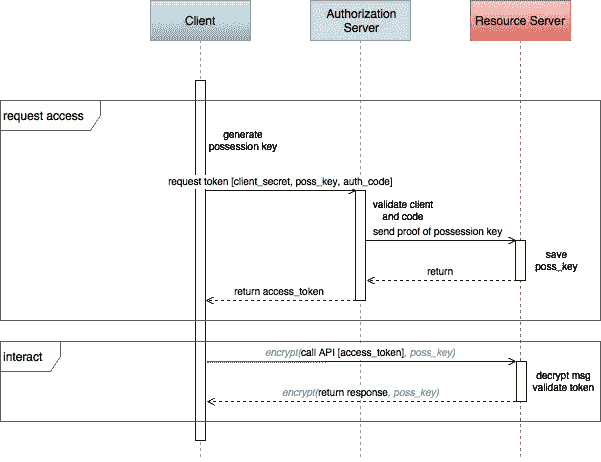 Client
Authorization
Server
Resource Server
request access
generate
possession key
request token [client_secret, poss_key, auth_code]
validate client
and code
send proof of possession key
save
poss_key
return
return access_token
interact
encrypt(call API [access_token], poss_key)
decrypt msg
validate token
encrypt(return response, poss_key)